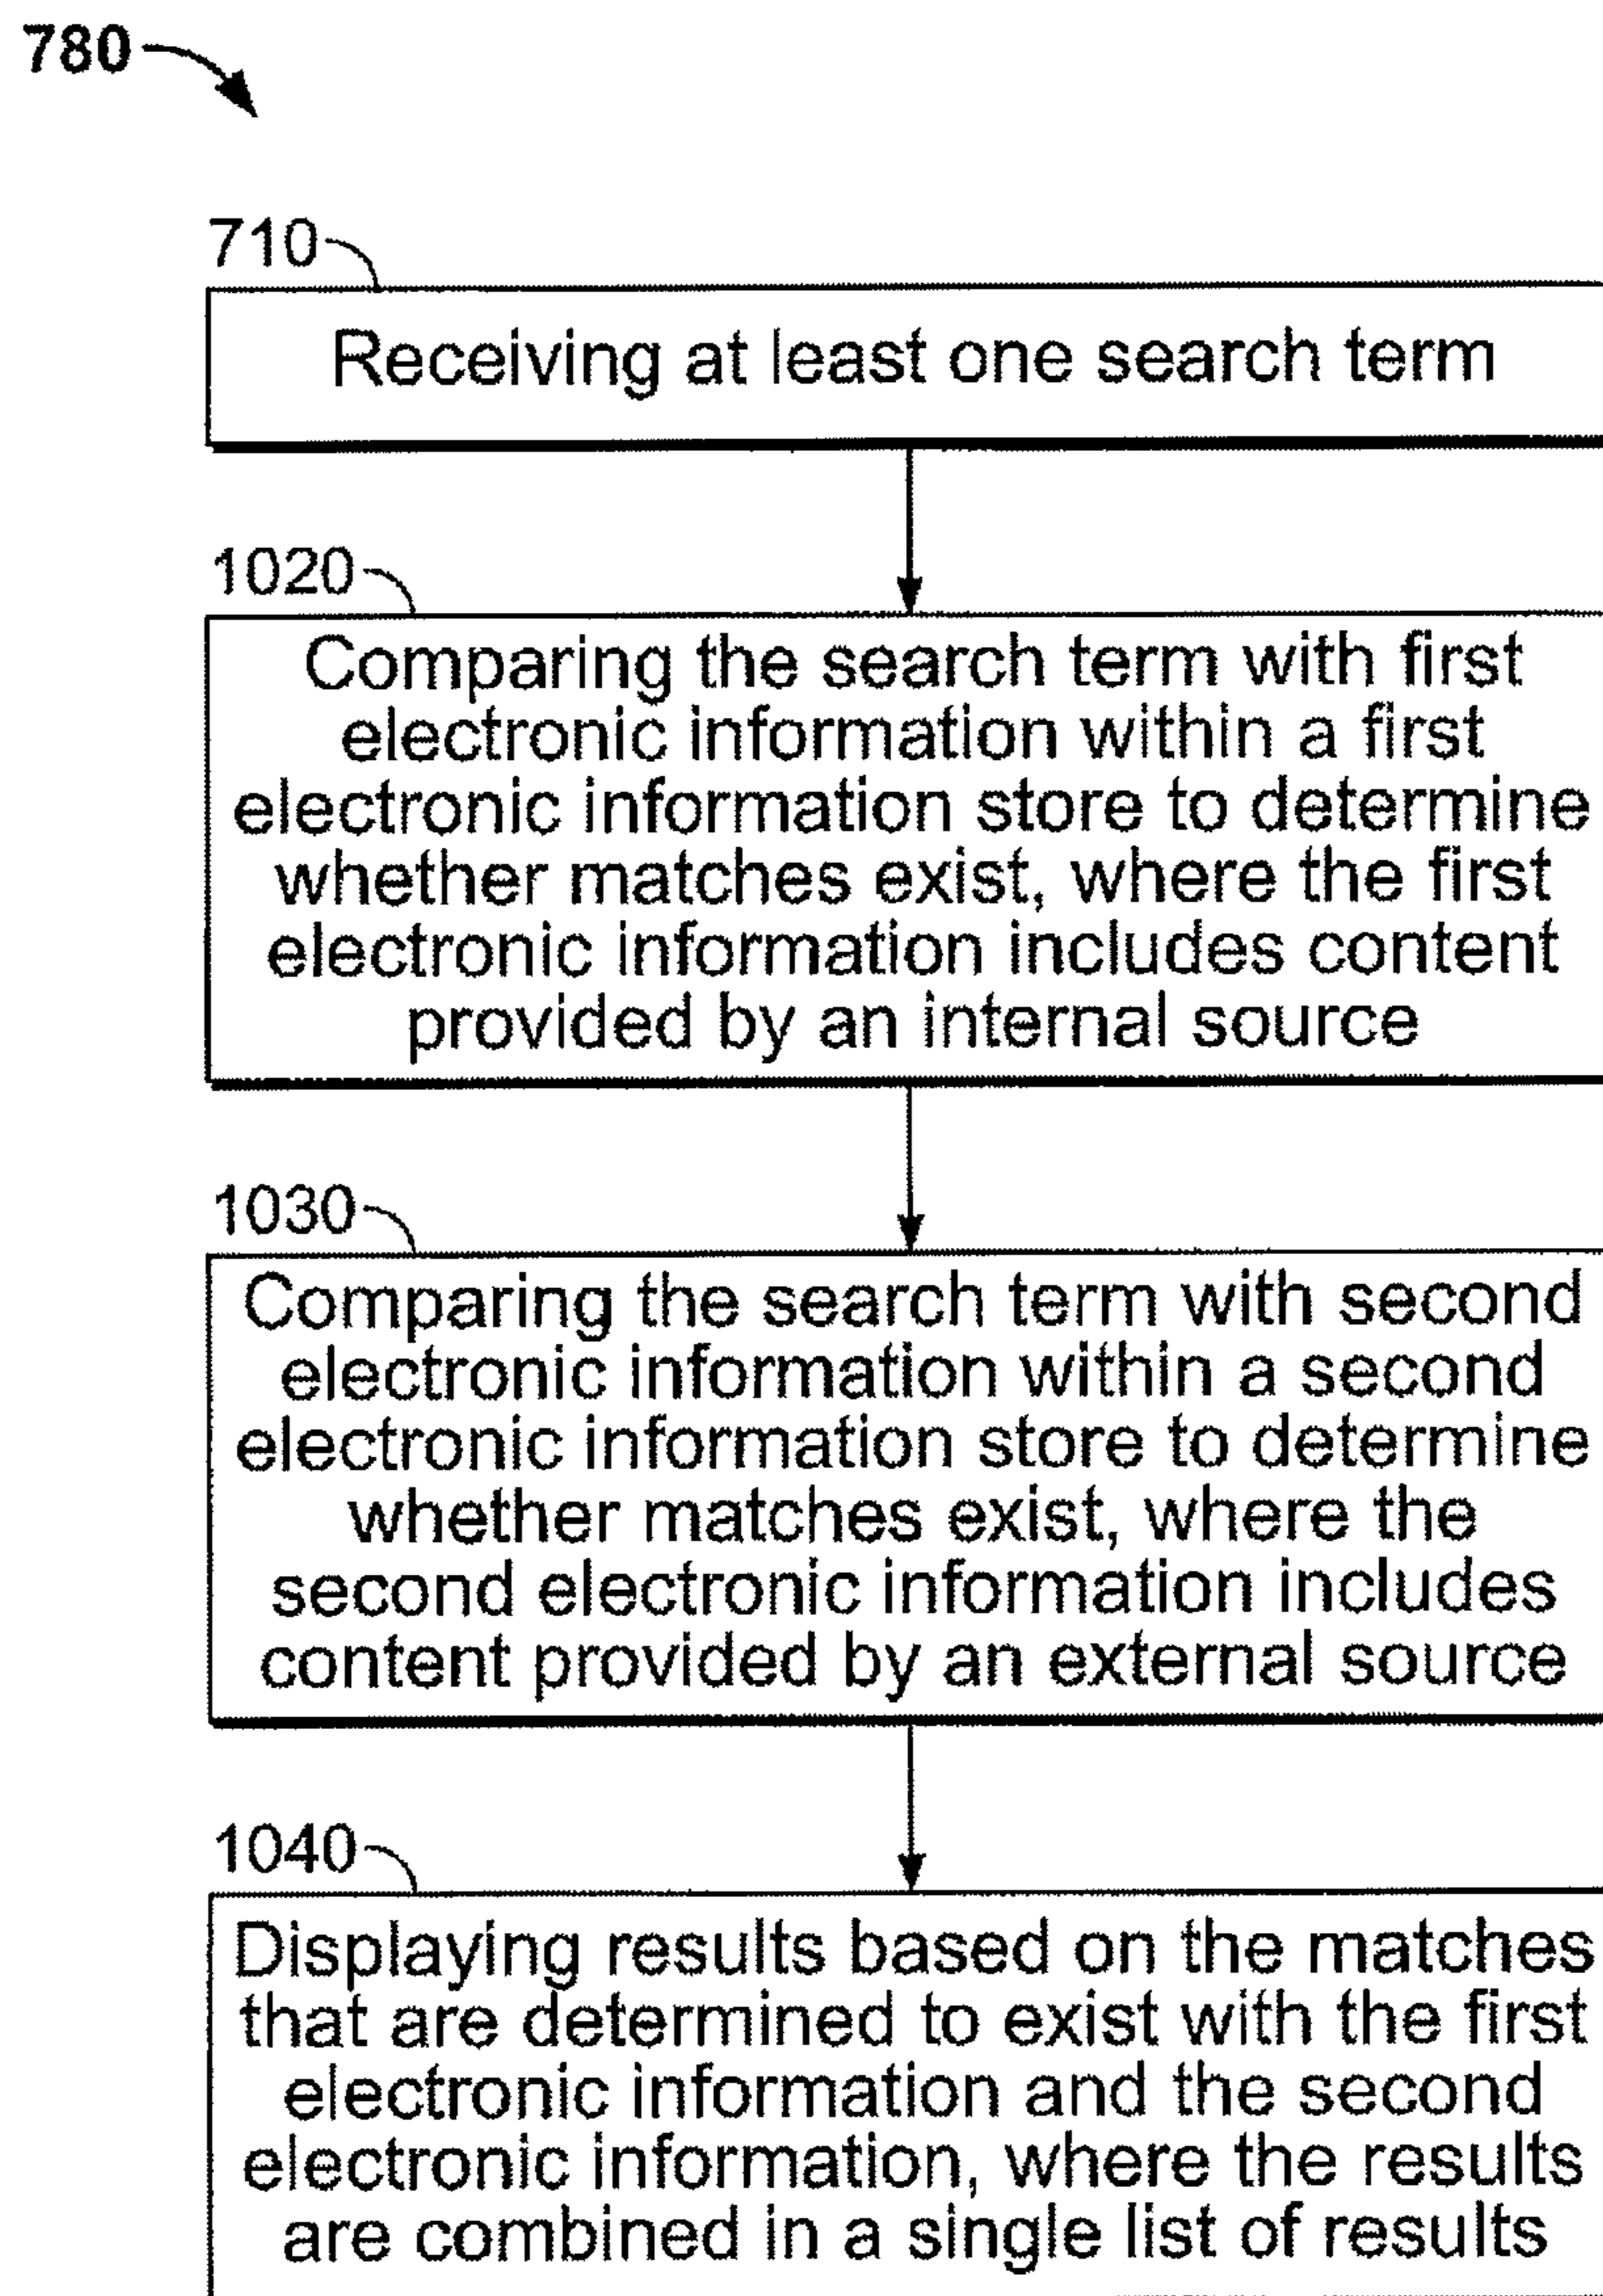 780
710
Receiving at least one search term
1020
Comparing the search term with first
electronic information within a first
electronic information store to determine
whether matches exist, where the first
electronic information includes content
provided by an internal source
1030
Comparing the search term with second
electronic information within a second
electronic information store to determine
whether matches exist, where the
second electronic information includes
content provided by an external source
1040
Displaying results based on the matches
that are determined to exist with the first
electronic information and the second
electronic information, where the results
are combined in a single list of results